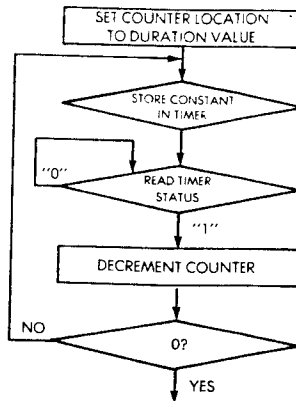 SET COUNTER LOCATION
TO DURATION VALUE
STORE CONSTANT
IN TIMER
"0"
READ TIMER
STATUS
"1"
DECREMENT COUNTER
NO
0?
YES